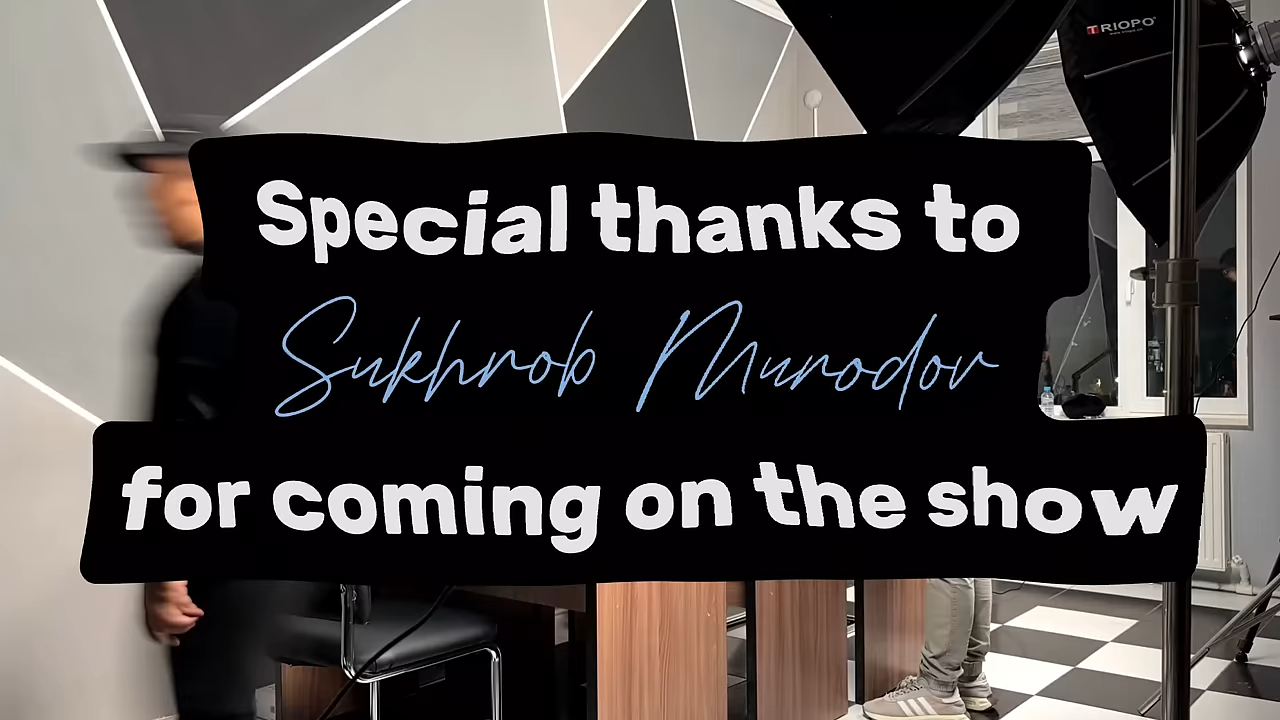 TRIOPO
Special thanks to
Sukhrob Murodov
for coming on the show